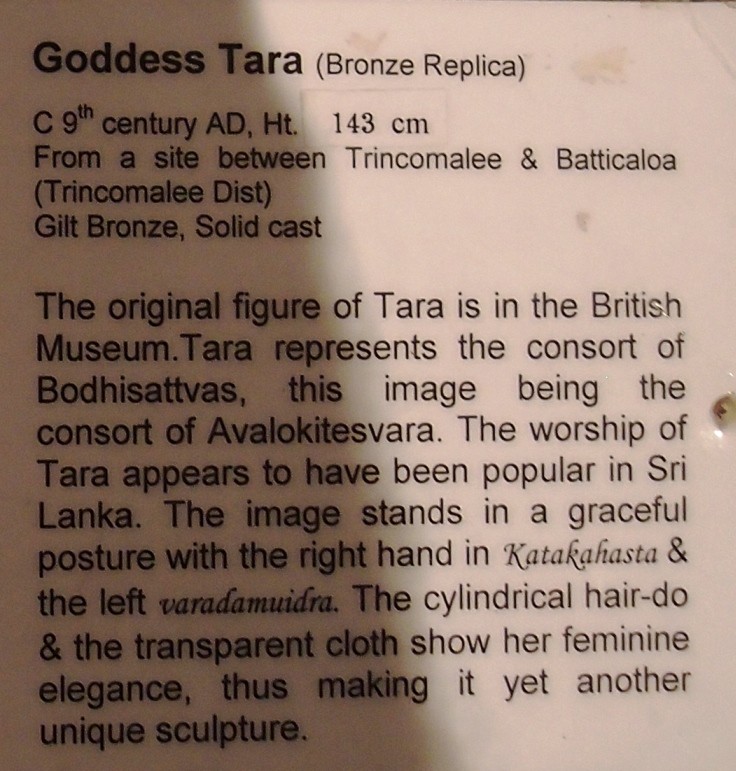 Goddess Tara (Bronze Replica)
C 9th century AD, Ht. 143 cm
From a site between Trincomalee & Batticaloa
(Trincomalee Dist)
Gilt Bronze, Solid cast
The original figure of Tara is in the British
Museum.Tara represents the consort of
Bodhisattvas, this image being the
consort of Avalokitesvara. The worship of
Tara appears to have been popular in Sri
Lanka. The image stands in a graceful
posture with the right hand in Katakahasta &
the left varadamuidra. The cylindrical hair-do
& the transparent cloth show her feminine
elegance, thus making it yet another
unique sculpture.